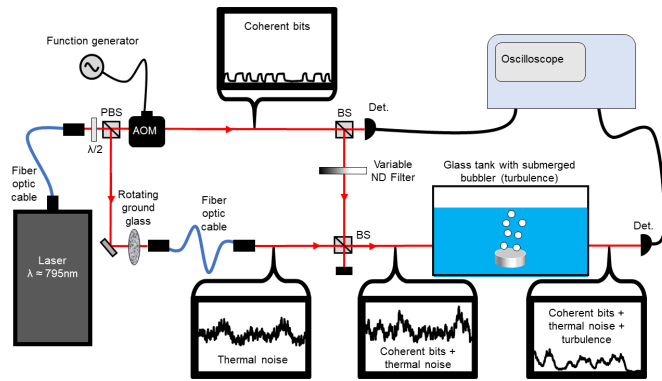 Coherent bits
Function generator
Oscilloscope
PBS
AOM
BS
Det.
λ/2
Fiber
optic
cable
Rotating
ground
glass
Fiber
optic
cable
Variable
ND Filter
Glass tank with submerged
bubbler (turbulence)
BS
Det.
Laser
λ ≈ 795nm
Thermal noise
Coherent bits +
thermal noise
Coherent bits +
thermal noise +
turbulence